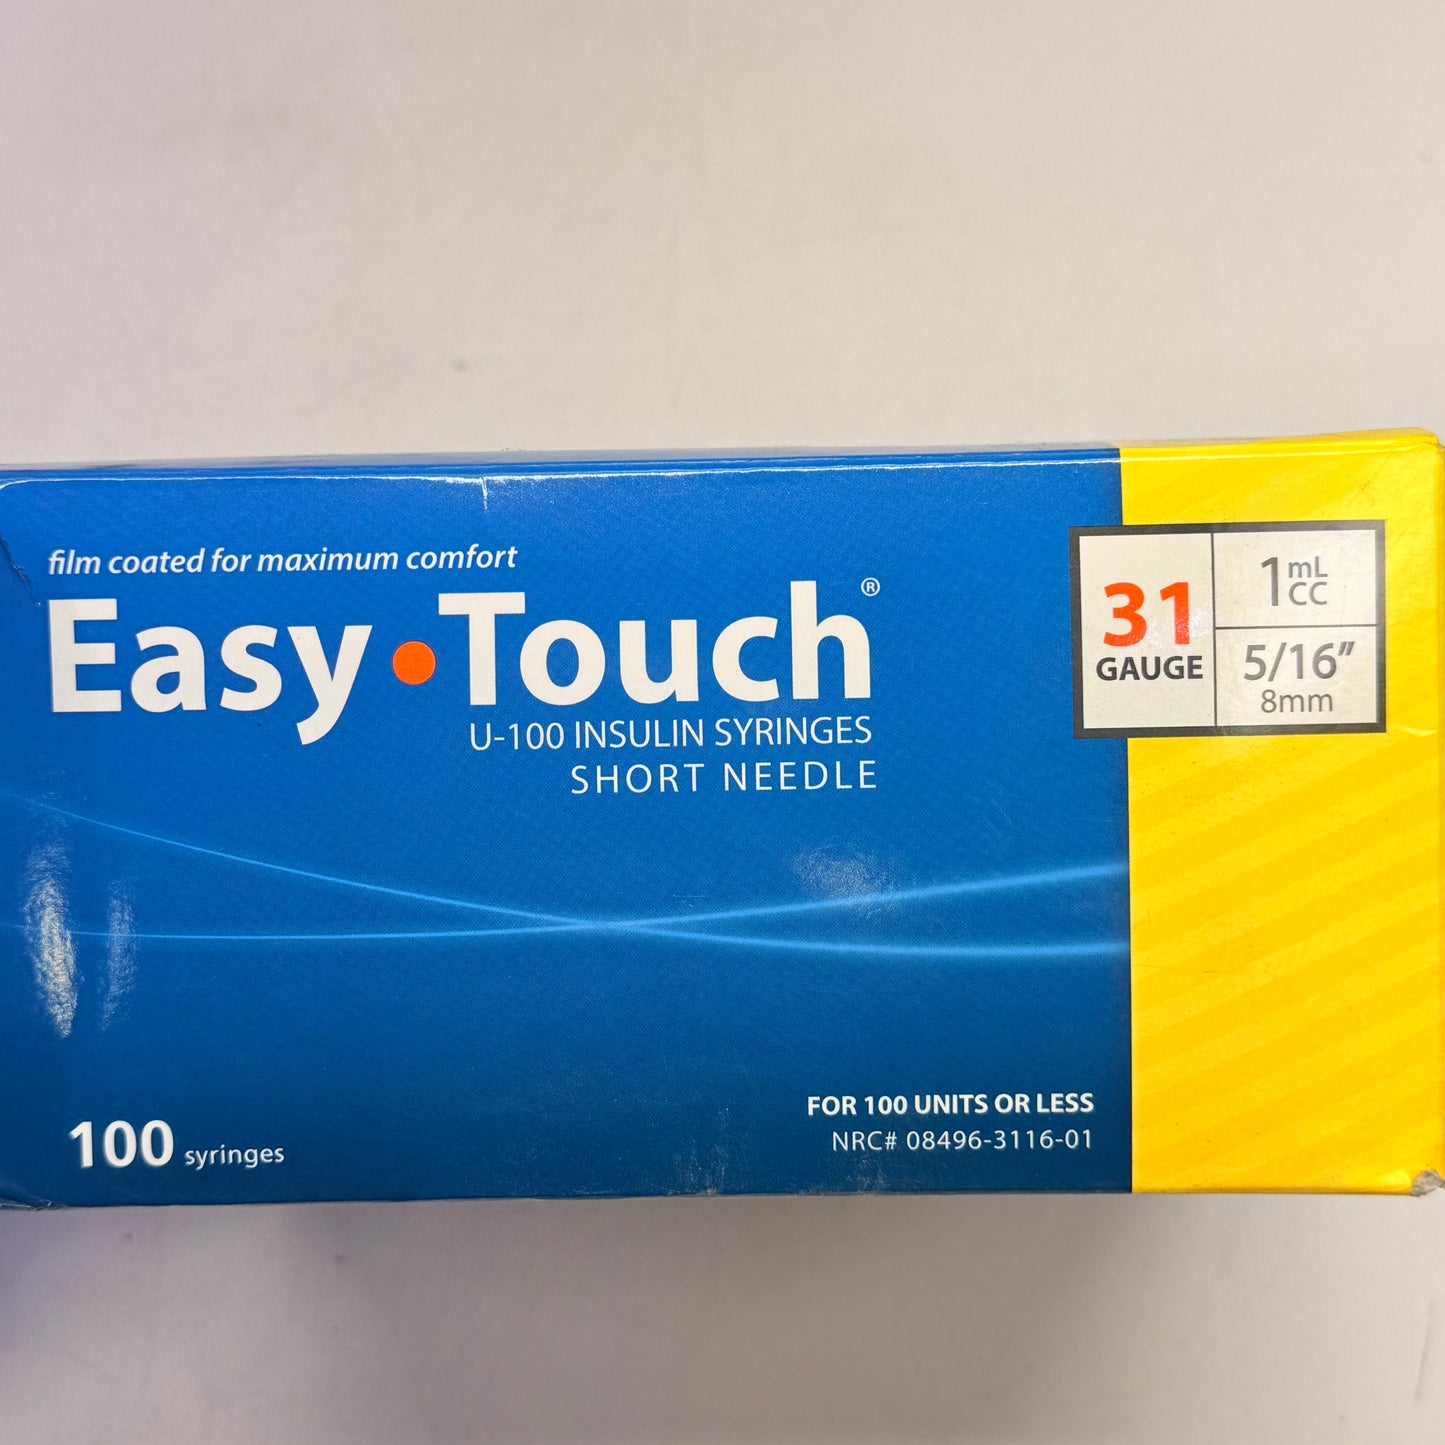 film coated for maximum comfort
Easy•Touch®
U-100 INSULIN SYRINGES
SHORT NEEDLE
31
GAUGE
1 mL
CC
5/16"
8mm
FOR 100 UNITS OR LESS
NRC# 08496-3116-01
100 syringes